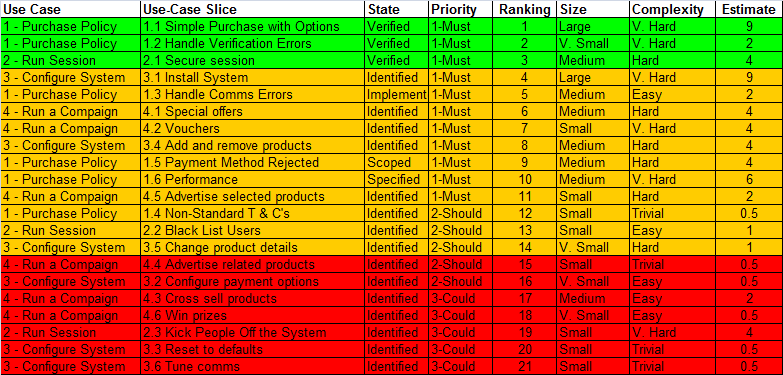 Use Case Use-Case Slice State Priority Ranking Size Complexity Estimate
1 - Purchase Policy 1.1 Simple Purchase with Options Verified 1-Must 1 Large V. Hard 9
1 - Purchase Policy 1.2 Handle Verification Errors Verified 1-Must 2 V. Small V. Hard 2
2 - Run Session 2.1 Secure session Verified 1-Must 3 Medium Hard 4
3 - Configure System 3.1 Install System Identified 1-Must 4 Large V. Hard 9
1 - Purchase Policy 1.3 Handle Comms Errors Implement 1-Must 5 Medium Easy 2
4 - Run a Campaign 4.1 Special offers Identified 1-Must 6 Medium Hard 4
4 - Run a Campaign 4.2 Vouchers Identified 1-Must 7 Small V. Hard 4
3 - Configure System 3.4 Add and remove products Identified 1-Must 8 Medium Hard 4
1 - Purchase Policy 1.5 Payment Method Rejected Scoped 1-Must 9 Medium Hard 4
1 - Purchase Policy 1.6 Performance Specified 1-Must 10 Medium V. Hard 6
4 - Run a Campaign 4.5 Advertise selected products Identified 1-Must 11 Small Hard 2
1 - Purchase Policy 1.4 Non-Standard T & C's Identified 2-Should 12 Small Trivial 0.5
2 - Run Session 2.2 Black List Users Identified 2-Should 13 Small Easy 1
3 - Configure System 3.5 Change product details Identified 2-Should 14 V. Small Hard 1
4 - Run a Campaign 4.4 Advertise related products Identified 2-Should 15 Small Trivial 0.5
3 - Configure System 3.2 Configure payment options Identified 2-Should 16 V. Small Easy 0.5
4 - Run a Campaign 4.3 Cross sell products Identified 3-Could 17 Medium Easy 2
4 - Run a Campaign 4.6 Win prizes Identified 3-Could 18 V. Small Easy 0.5
2 - Run Session 2.3 Kick People Off the System Identified 3-Could 19 Small V. Hard 4
3 - Configure System 3.3 Reset to defaults Identified 3-Could 20 Small Trivial 0.5
3 - Configure System 3.6 Tune comms Identified 3-Could 21 Small Trivial 0.5